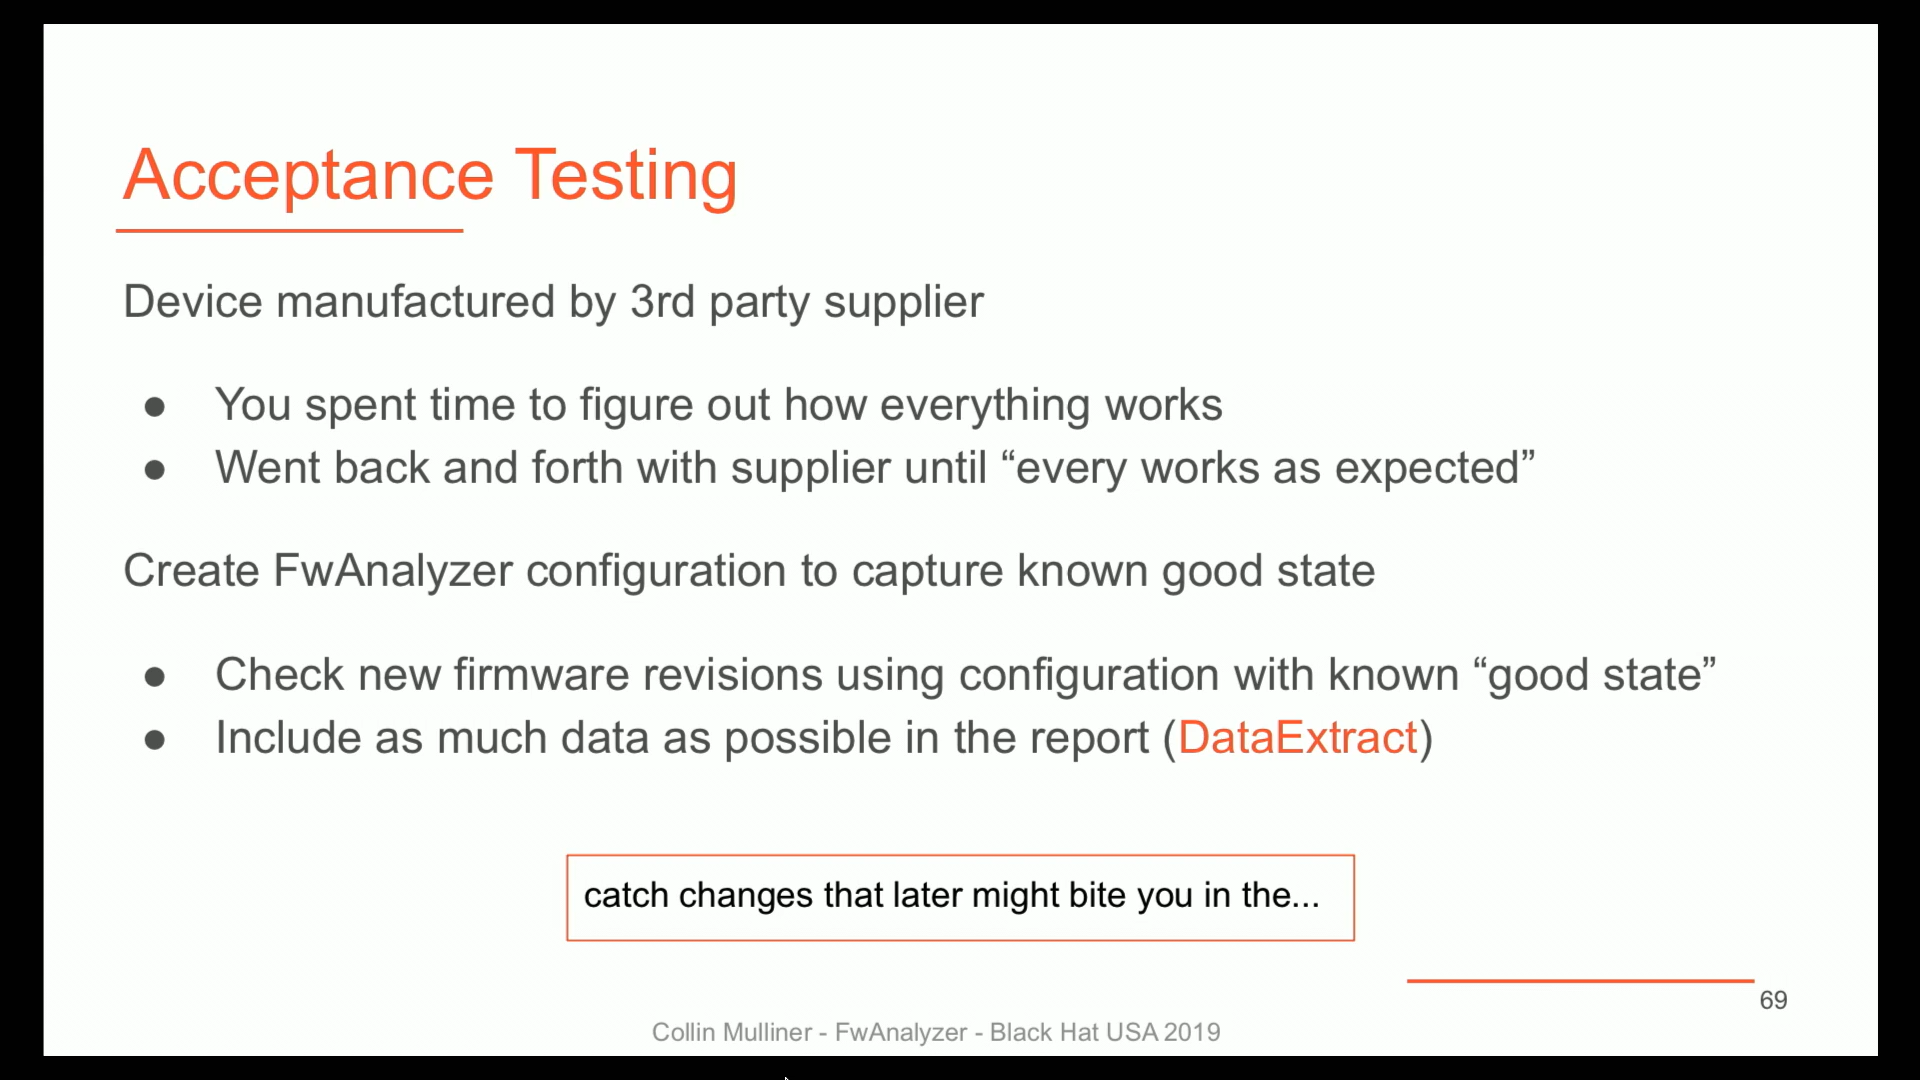 Acceptance Testing
Device manufactured by 3rd party supplier
● You spent time to figure out how everything works
● Went back and forth with supplier until “every works as expected”
Create FwAnalyzer configuration to capture known good state
● Check new firmware revisions using configuration with known “good state”
● Include as much data as possible in the report (DataExtract)
catch changes that later might bite you in the...
69
Collin Mulliner - FwAnalyzer - Black Hat USA 2019